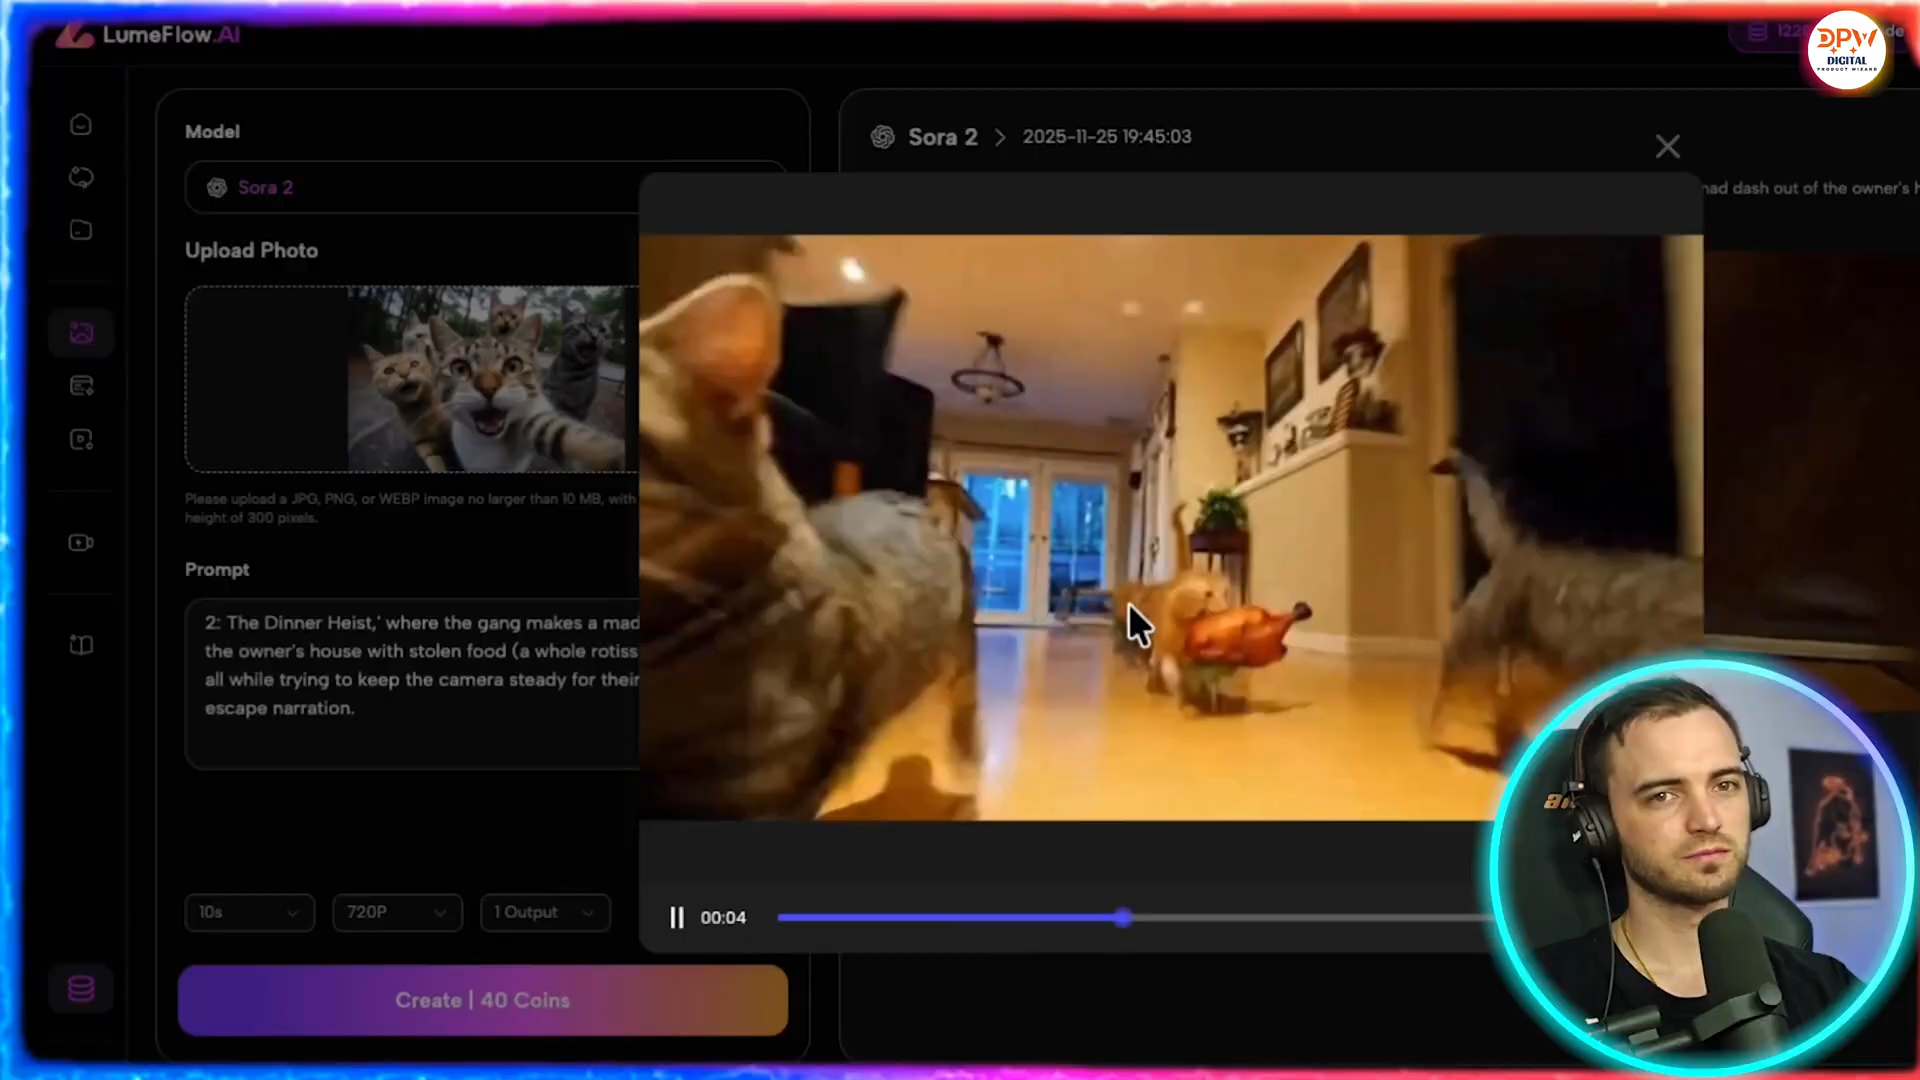 LumeFlow.AI
DPW
DIGITAL
PRODUCT WIZARD
Model
Sora 2
Sora 2 > 2025-11-25 19:45:03
mad dash out of the owner's h
Upload Photo
Please upload a JPG, PNG, or WEBP image no larger than 10 MB, with
height of 300 pixels.
Prompt
2: The Dinner Heist,' where the gang makes a mad
the owner's house with stolen food (a whole rotiss
all while trying to keep the camera steady for their
escape narration.
10s
720P
1 Output
00:04
Create | 40 Coins